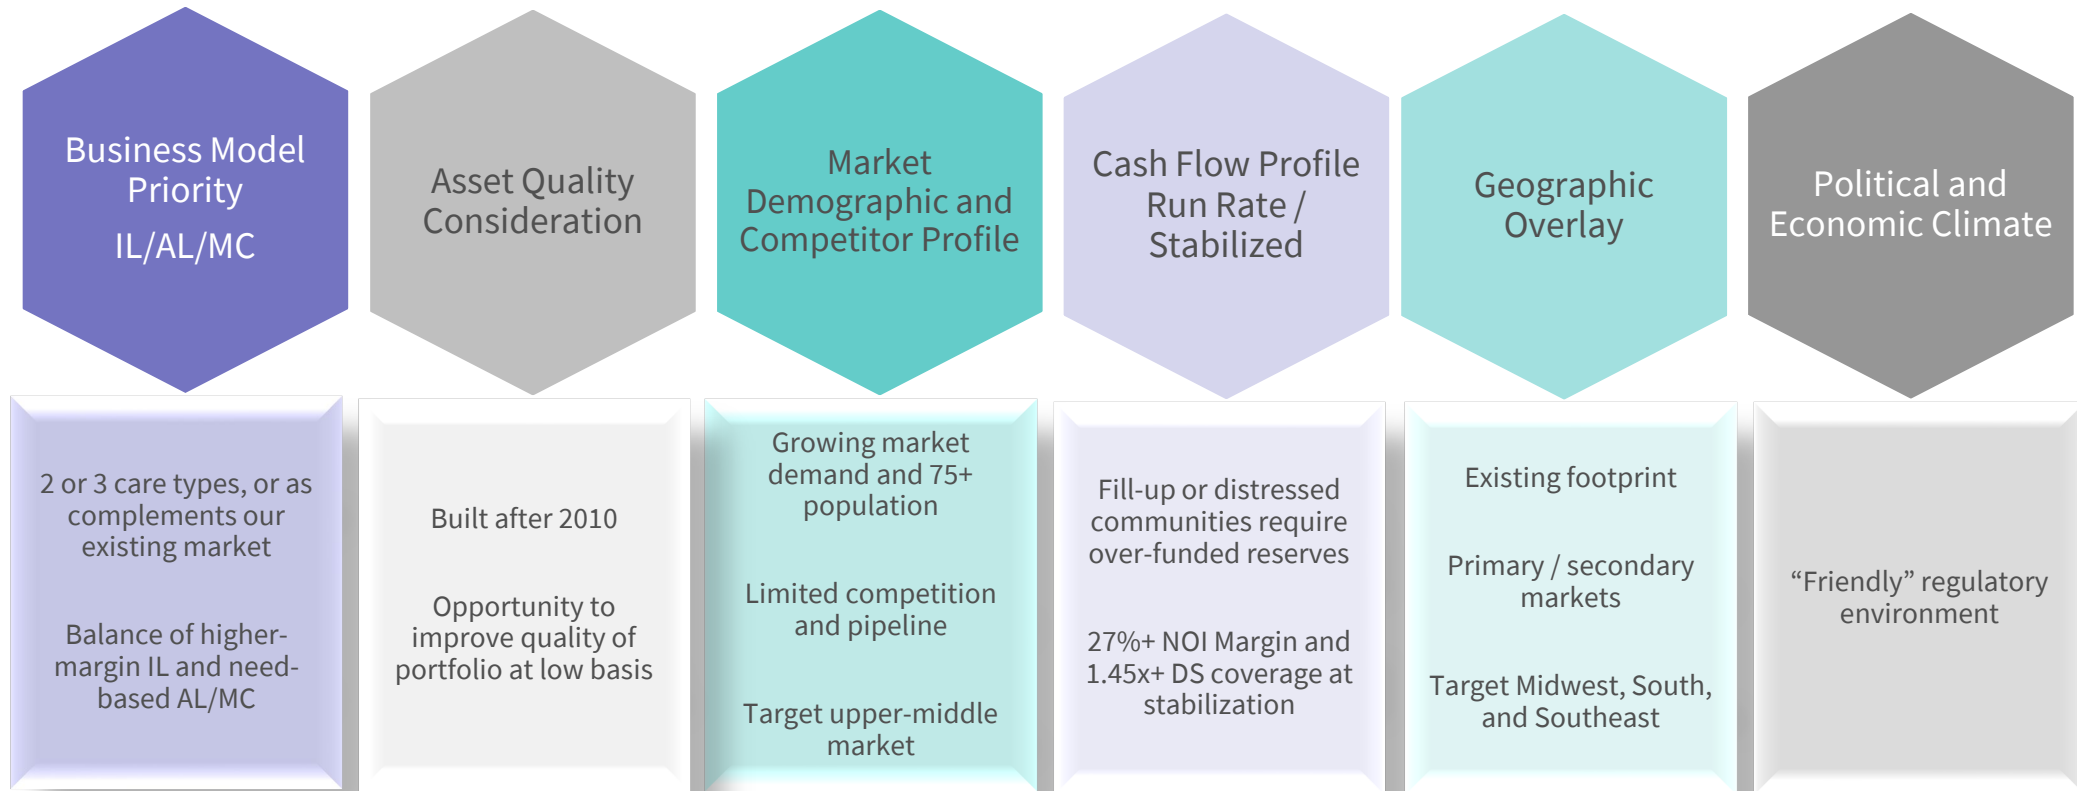 Business Model
Priority
IL/AL/MC
Asset Quality
Consideration
Market
Demographic and
Competitor Profile
Cash Flow Profile
Run Rate /
Stabilized
Geographic
Overlay
Political and
Economic Climate
2 or 3 care types, or as
complements our
existing market
Balance of higher-
margin IL and need-
based AL/MC
Built after 2010
Opportunity to
improve quality of
portfolio at low basis
Growing market
demand and 75+
population
Limited competition
and pipeline
Target upper-middle
market
Fill-up or distressed
communities require
over-funded reserves
27%+ NOI Margin and
1.45x+ DS coverage at
stabilization
Existing footprint
Primary / secondary
markets
Target Midwest, South,
and Southeast
“Friendly” regulatory
environment